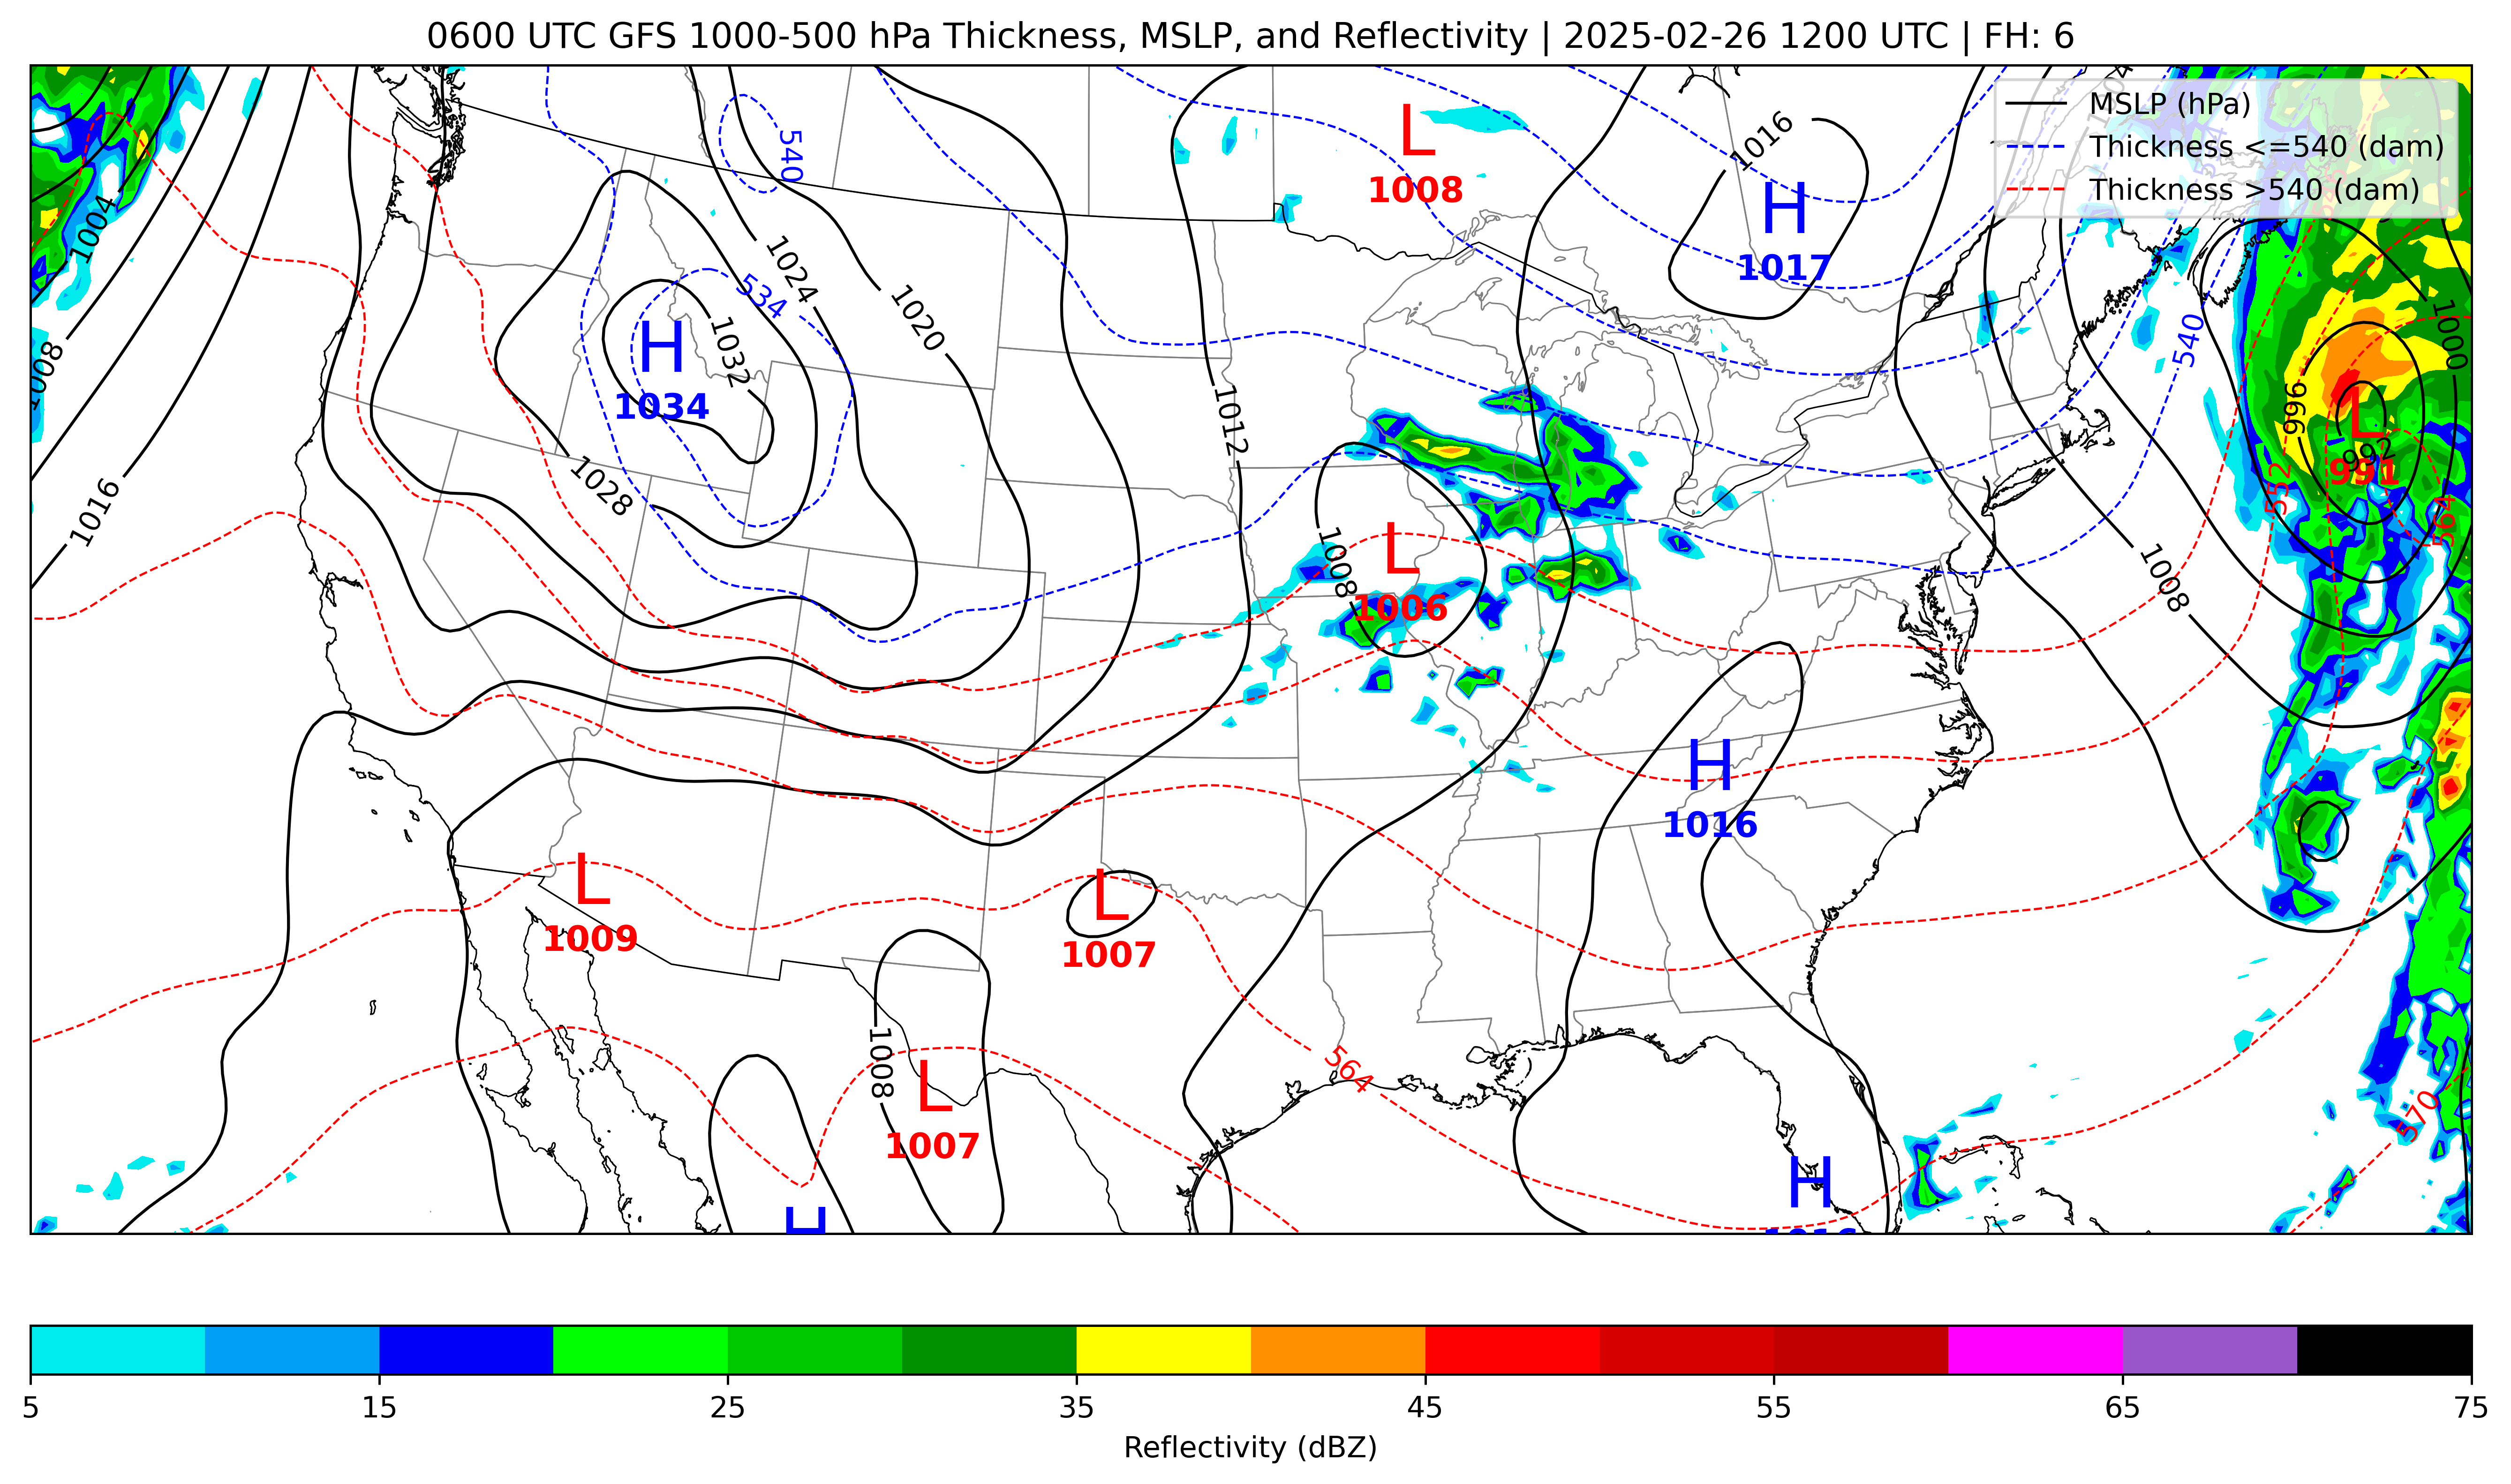 0600 UTC GFS 1000-500 hPa Thickness, MSLP, and Reflectivity | 2025-02-26 1200 UTC | FH: 6
MSLP (hPa)
Thickness <=540 (dam)
Thickness >540 (dam)
L
1008
1016
H
1017
540
1004
1024
534
1020
1032
H
1034
1008
1012
540
1000
996
L
992
991
552
564
1016
1028
1008
L
1006
1008
H
1016
L
1009
L
1007
1008
L
1007
564
570
H
H
5
15
25
35
45
55
65
75
Reflectivity (dBZ)